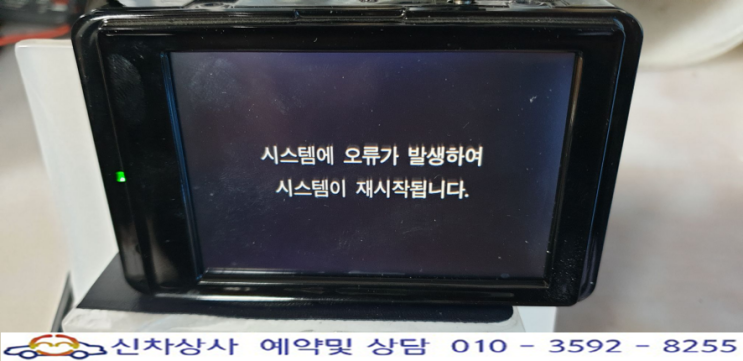 시스템에 오류가 발생하여
시스템이 재시작됩니다.
신차상사 예약및 상담 010 - 3592 - 8255